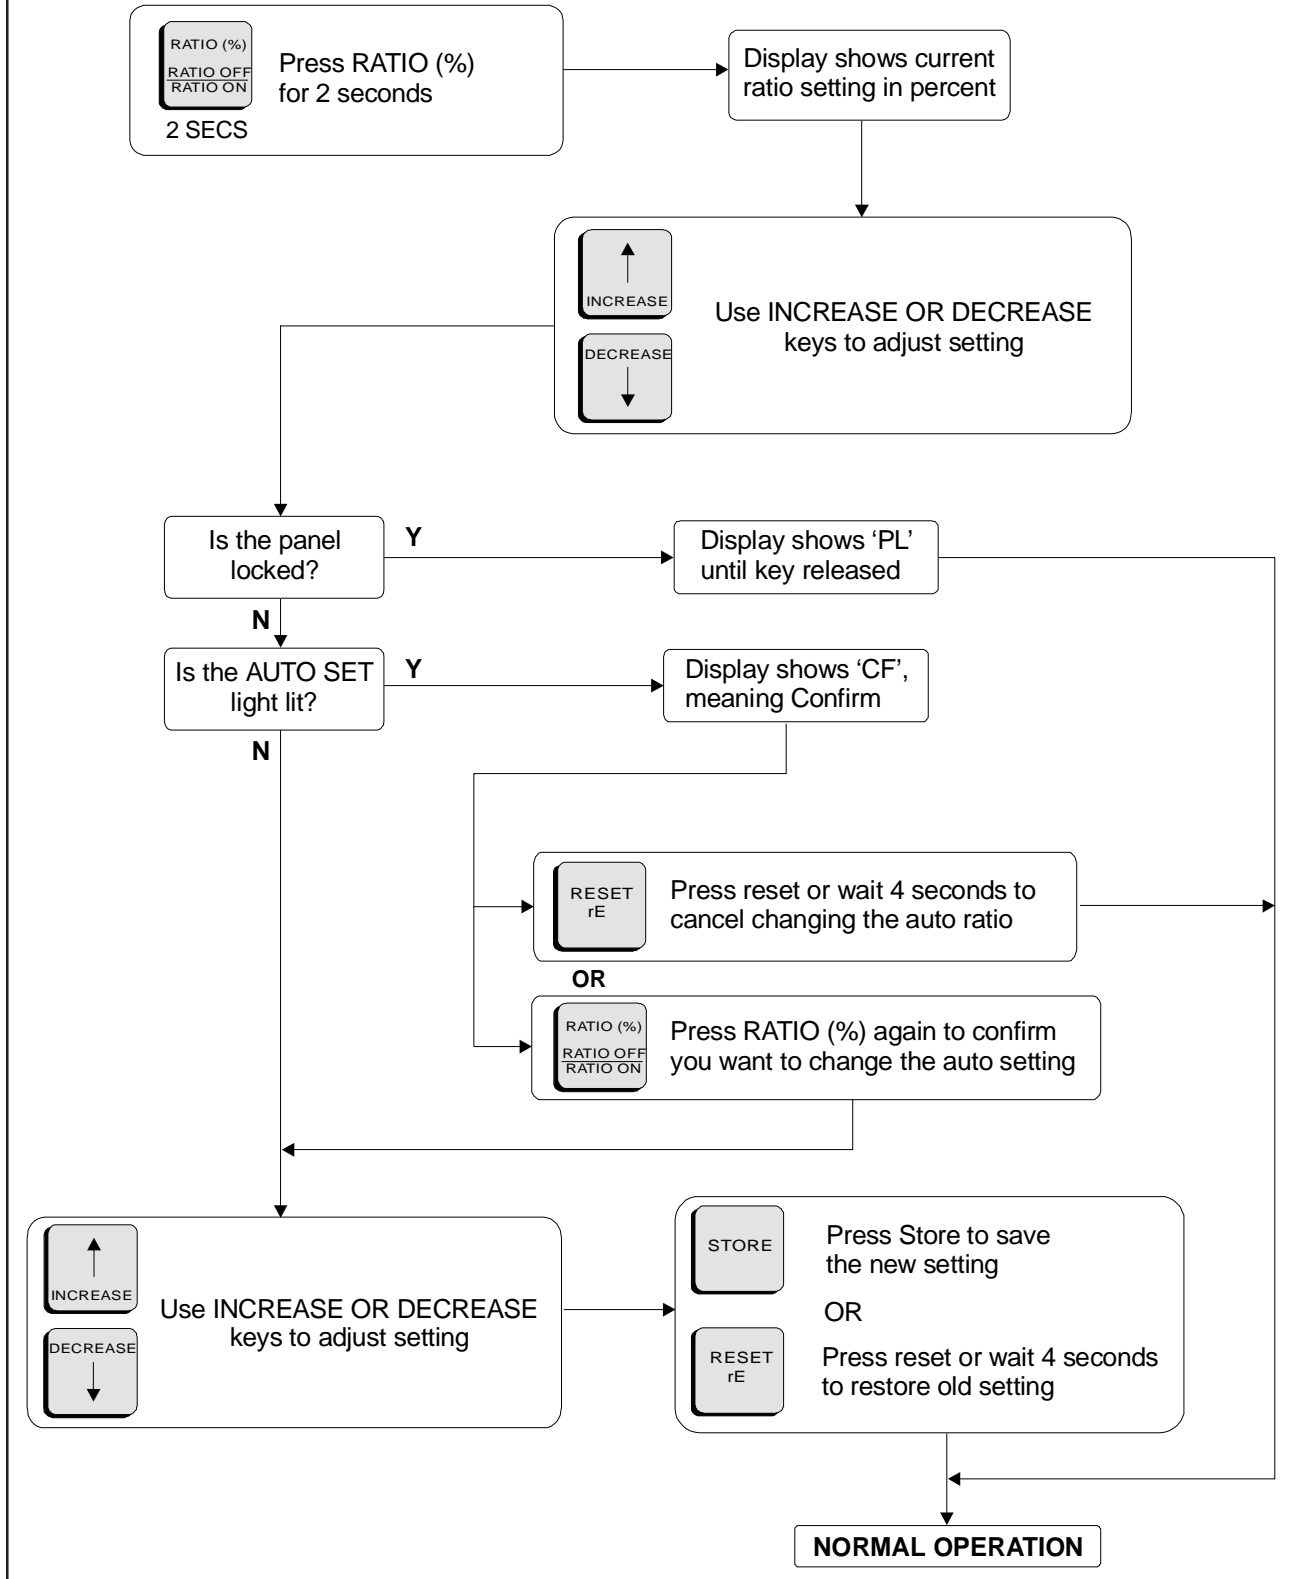 RATIO (%)
RATIO OFF
RATIO ON
2 SECS
Press RATIO (%)
for 2 seconds
Display shows current
ratio setting in percent
INCREASE
DECREASE
Use INCREASE OR DECREASE
keys to adjust setting
Is the panel
locked?
Y
N
Display shows ‘PL’
until key released
Is the AUTO SET
light lit?
Y
N
Display shows ‘CF’,
meaning Confirm
RESET
rE
Press reset or wait 4 seconds to
cancel changing the auto ratio
OR
RATIO (%)
RATIO OFF
RATIO ON
Press RATIO (%) again to confirm
you want to change the auto setting
INCREASE
DECREASE
Use INCREASE OR DECREASE
keys to adjust setting
STORE
Press Store to save
the new setting
OR
RESET
rE
Press reset or wait 4 seconds
to restore old setting
NORMAL OPERATION